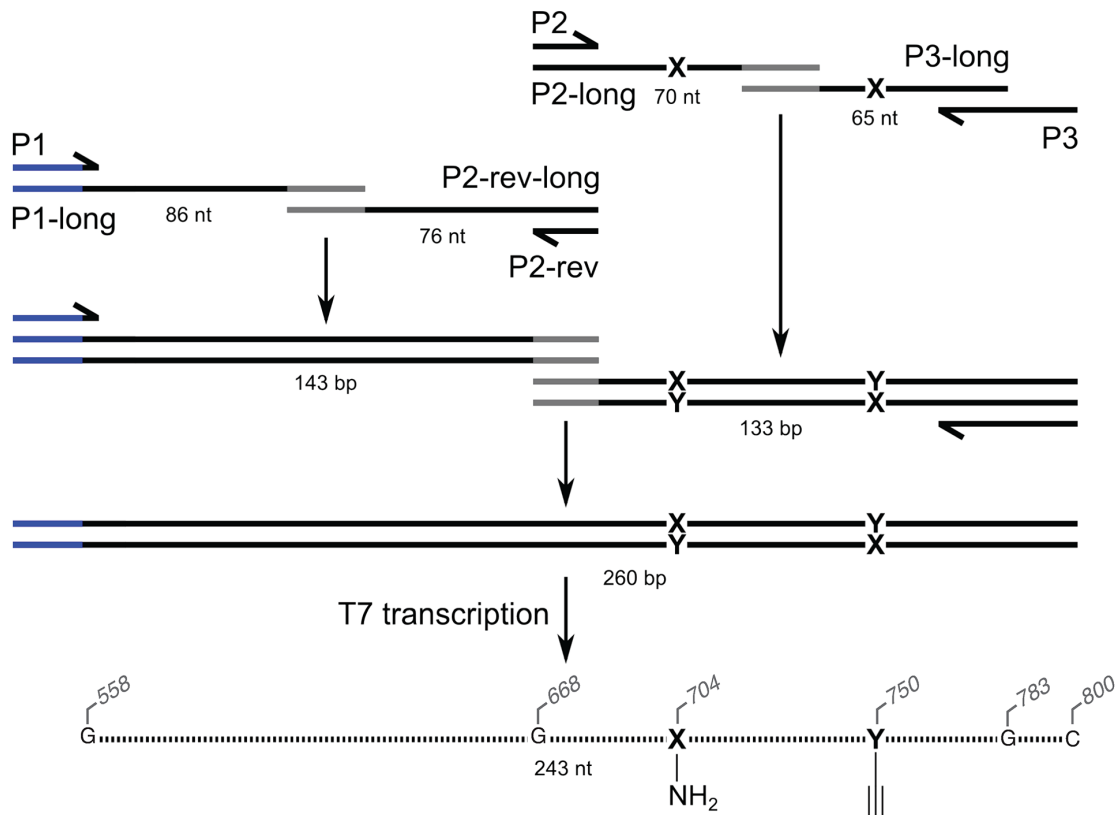 P2
X
P3-long
P2-long
70 nt
X
65 nt
P3
P1
P2-rev-long
P1-long
86 nt
76 nt
P2-rev
143 bp
X Y
Y X
133 bp
X Y
Y X
260 bp
T7 transcription
558 668 704 750 783 800
G G X Y G C
243 nt
NH₂